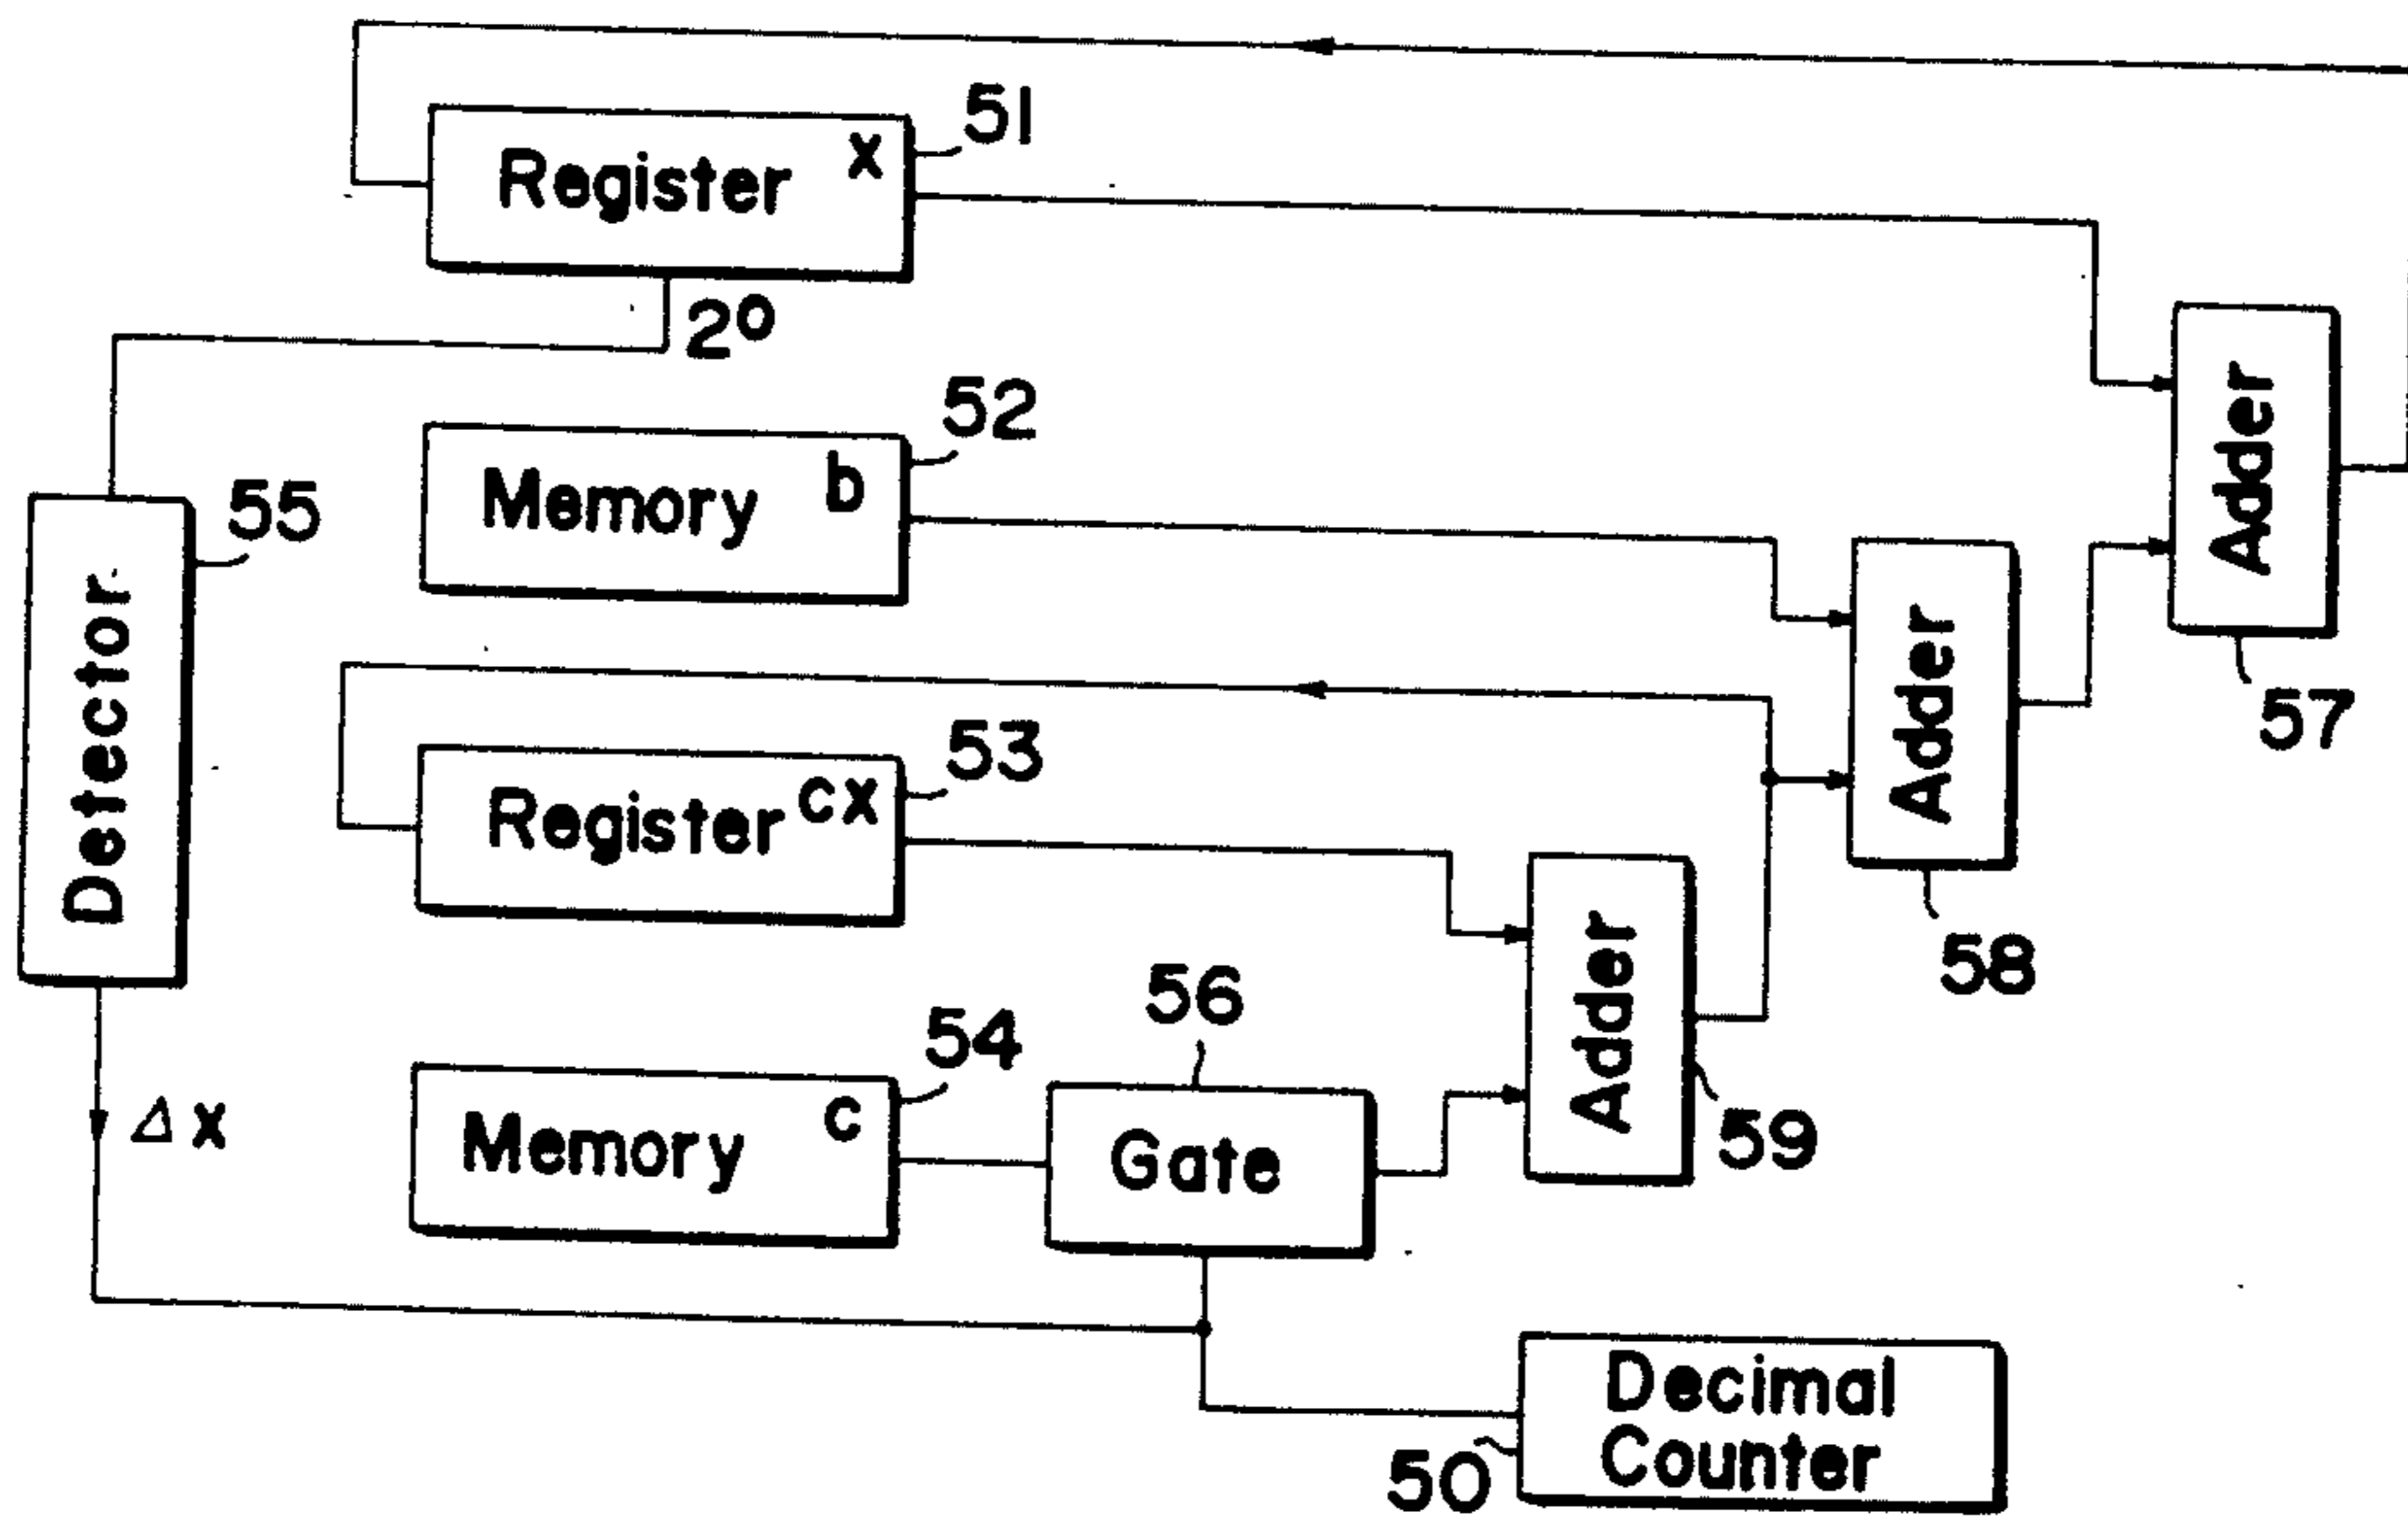 51
Register x
2⁰
52
Memory b
55
Detector
Adder
57
53
Register cx
Adder
58
54
Memory c
56
Gate
Adder
59
Δx
Decimal
Counter
50